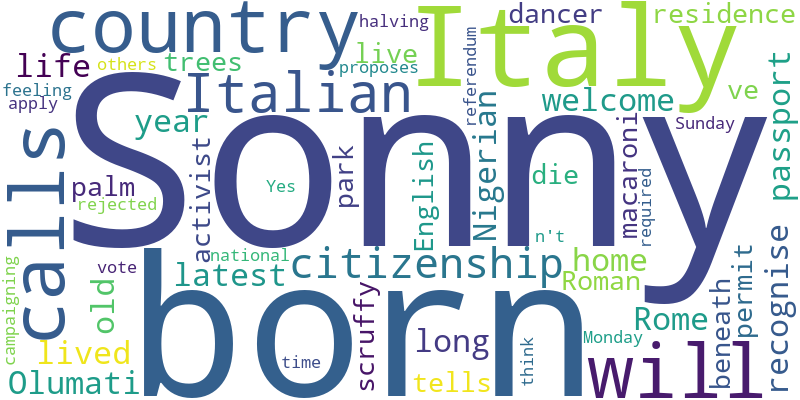 country
halving
Italy
dancer
residence
life
others
trees
live
proposes
feeling
apply
Italian
referendum
welcome
ve
passport
year
Sonny
Sunday
calls
activist
park
English
Nigerian
macaroni
palm
rejected
Yes
die
required
n't
born
national
citizenship
vote
latest
home
Roman
campaigning
old
scruffy
beneath
permit
recognise
lived
time
long
think
Monday
Rome
Olumati
tells
will